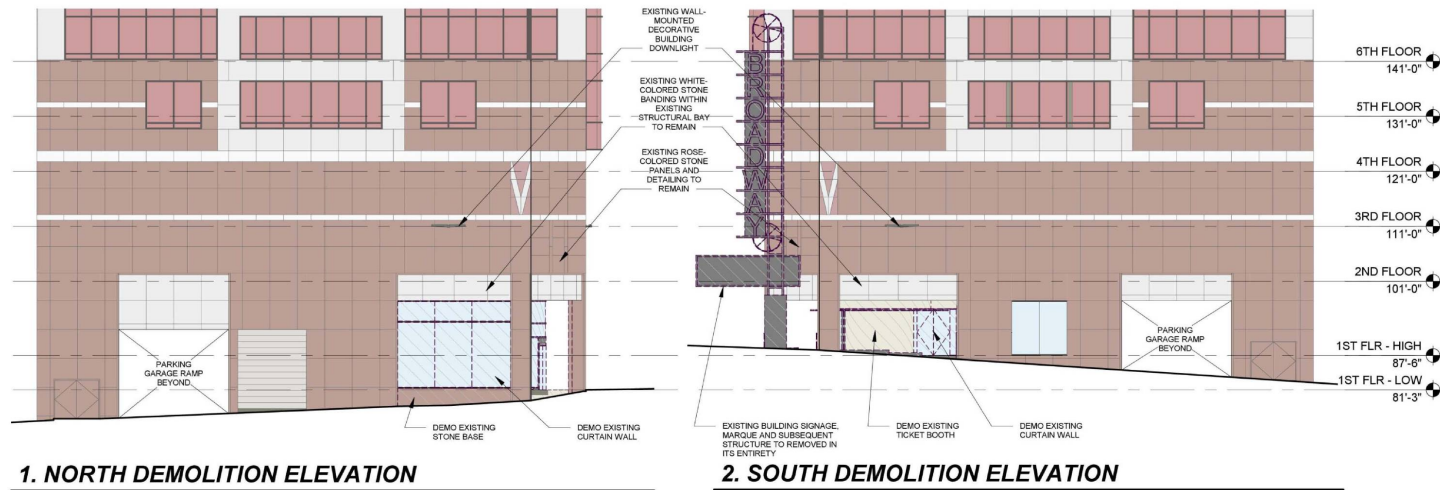 EXISTING WALL-
MOUNTED
DECORATIVE
BUILDING
DOWNLIGHT
EXISTING WHITE-
COLORED STONE
BANDING WITHIN
EXISTING
STRUCTURAL BAY
TO REMAIN
EXISTING ROSE-
COLORED STONE
PANELS AND
DETAILING TO
REMAIN
BROADWAY
6TH FLOOR
141'-0"
5TH FLOOR
131'-0"
4TH FLOOR
121'-0"
3RD FLOOR
111'-0"
2ND FLOOR
101'-0"
1ST FLR - HIGH
87'-6"
1ST FLR - LOW
81'-3"
PARKING
GARAGE RAMP
BEYOND
PARKING
GARAGE RAMP
BEYOND
DEMO EXISTING
STONE BASE
DEMO EXISTING
CURTAIN WALL
EXISTING BUILDING SIGNAGE,
MARQUE AND SUBSEQUENT
STRUCTURE TO REMOVED IN
ITS ENTIRETY
DEMO EXISTING
TICKET BOOTH
DEMO EXISTING
CURTAIN WALL
1. NORTH DEMOLITION ELEVATION
2. SOUTH DEMOLITION ELEVATION